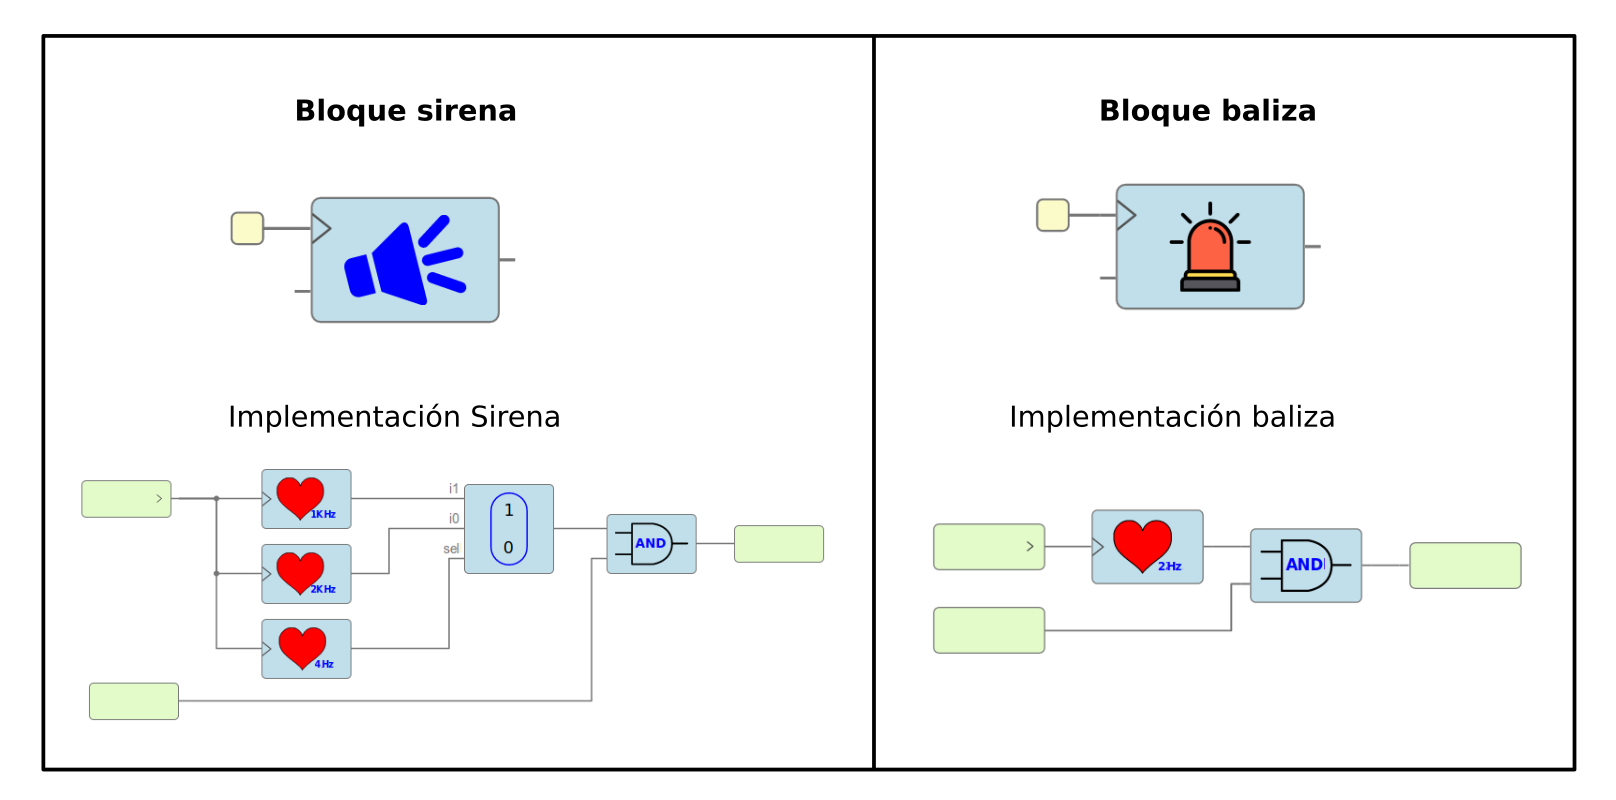 Bloque sirena
Implementación Sirena
1KHz
2KHz
4Hz
i1
i0
sel
1
0
AND
Bloque baliza
Implementación baliza
2Hz
AND